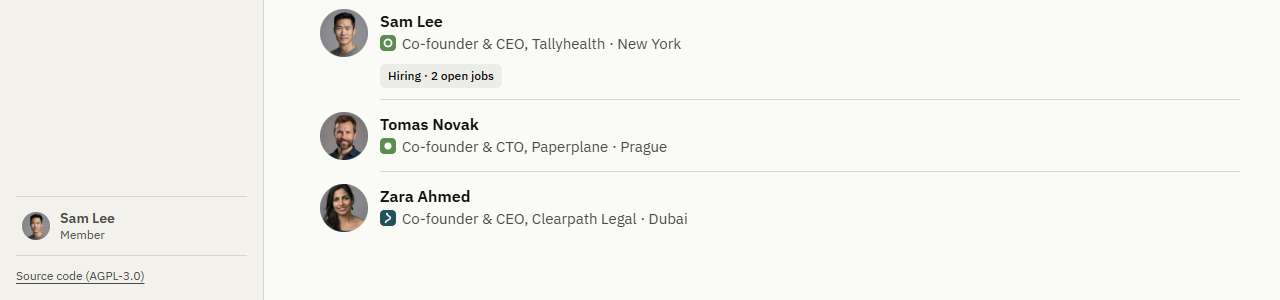 Sam Lee
Co-founder & CEO, Tallyhealth · New York
Hiring · 2 open jobs
Tomas Novak
Co-founder & CTO, Paperplane · Prague
Zara Ahmed
Co-founder & CEO, Clearpath Legal · Dubai
Sam Lee
Member
Source code (AGPL-3.0)